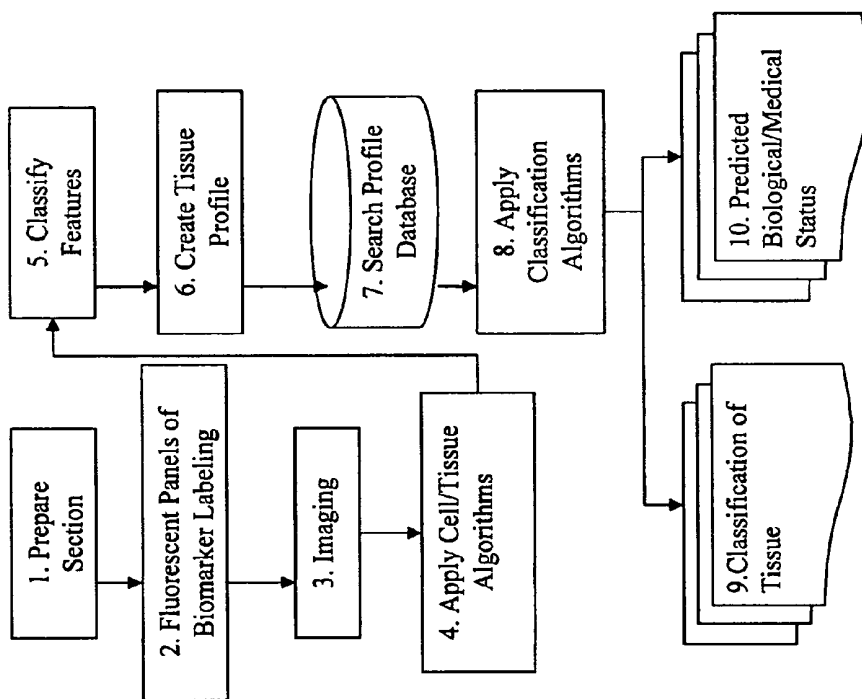 1. Prepare
Section
2. Fluorescent Panels of
Biomarker Labeling
3. Imaging
4. Apply Cell/Tissue
Algorithms
5. Classify
Features
6. Create Tissue
Profile
7. Search Profile
Database
8. Apply
Classification
Algorithms
9.Classification of
Tissue
10. Predicted
Biological/Medical
Status